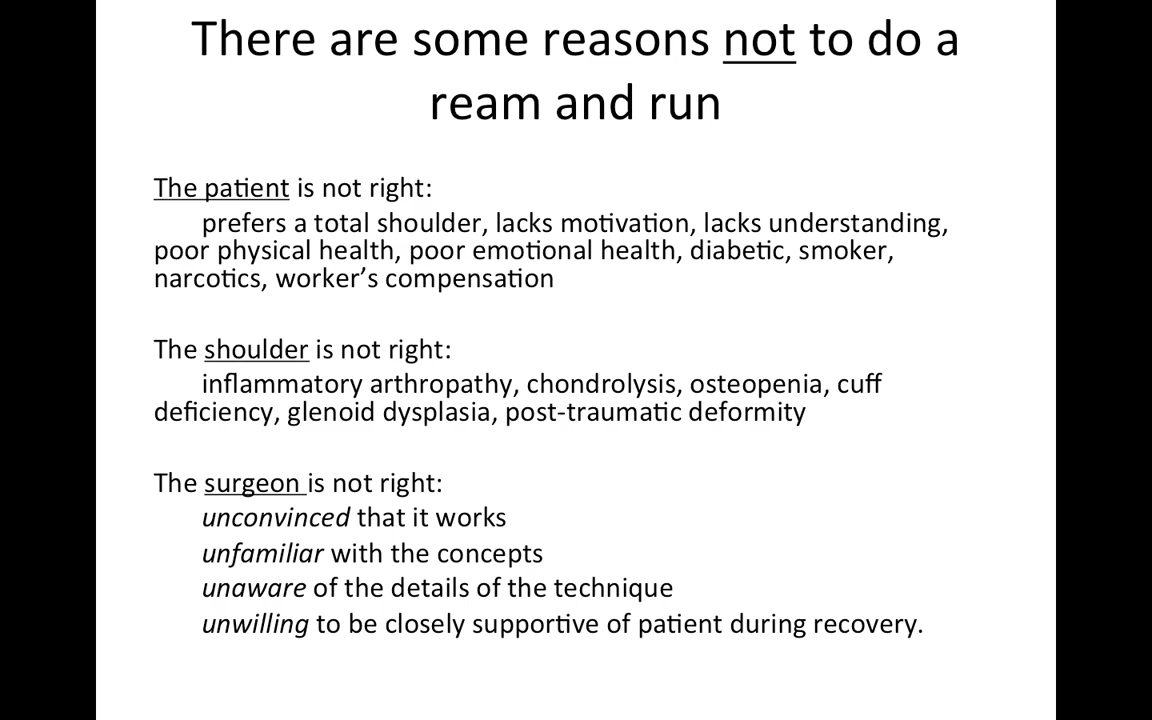 There are some reasons not to do a
ream and run
The patient is not right:
prefers a total shoulder, lacks motivation, lacks understanding,
poor physical health, poor emotional health, diabetic, smoker,
narcotics, worker’s compensation
The shoulder is not right:
inflammatory arthropathy, chondrolysis, osteopenia, cuff
deficiency, glenoid dysplasia, post-traumatic deformity
The surgeon is not right:
unconvinced that it works
unfamiliar with the concepts
unaware of the details of the technique
unwilling to be closely supportive of patient during recovery.